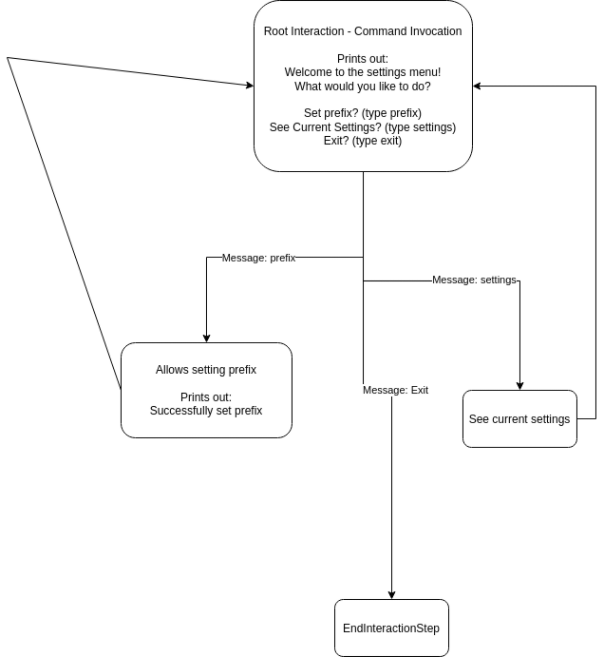 Root Interaction - Command Invocation
Prints out:
Welcome to the settings menu!
What would you like to do?
Set prefix? (type prefix)
See Current Settings? (type settings)
Exit? (type exit)
Message: prefix
Message: settings
Allows setting prefix
Prints out:
Successfully set prefix
Message: Exit
See current settings
EndInteractionStep